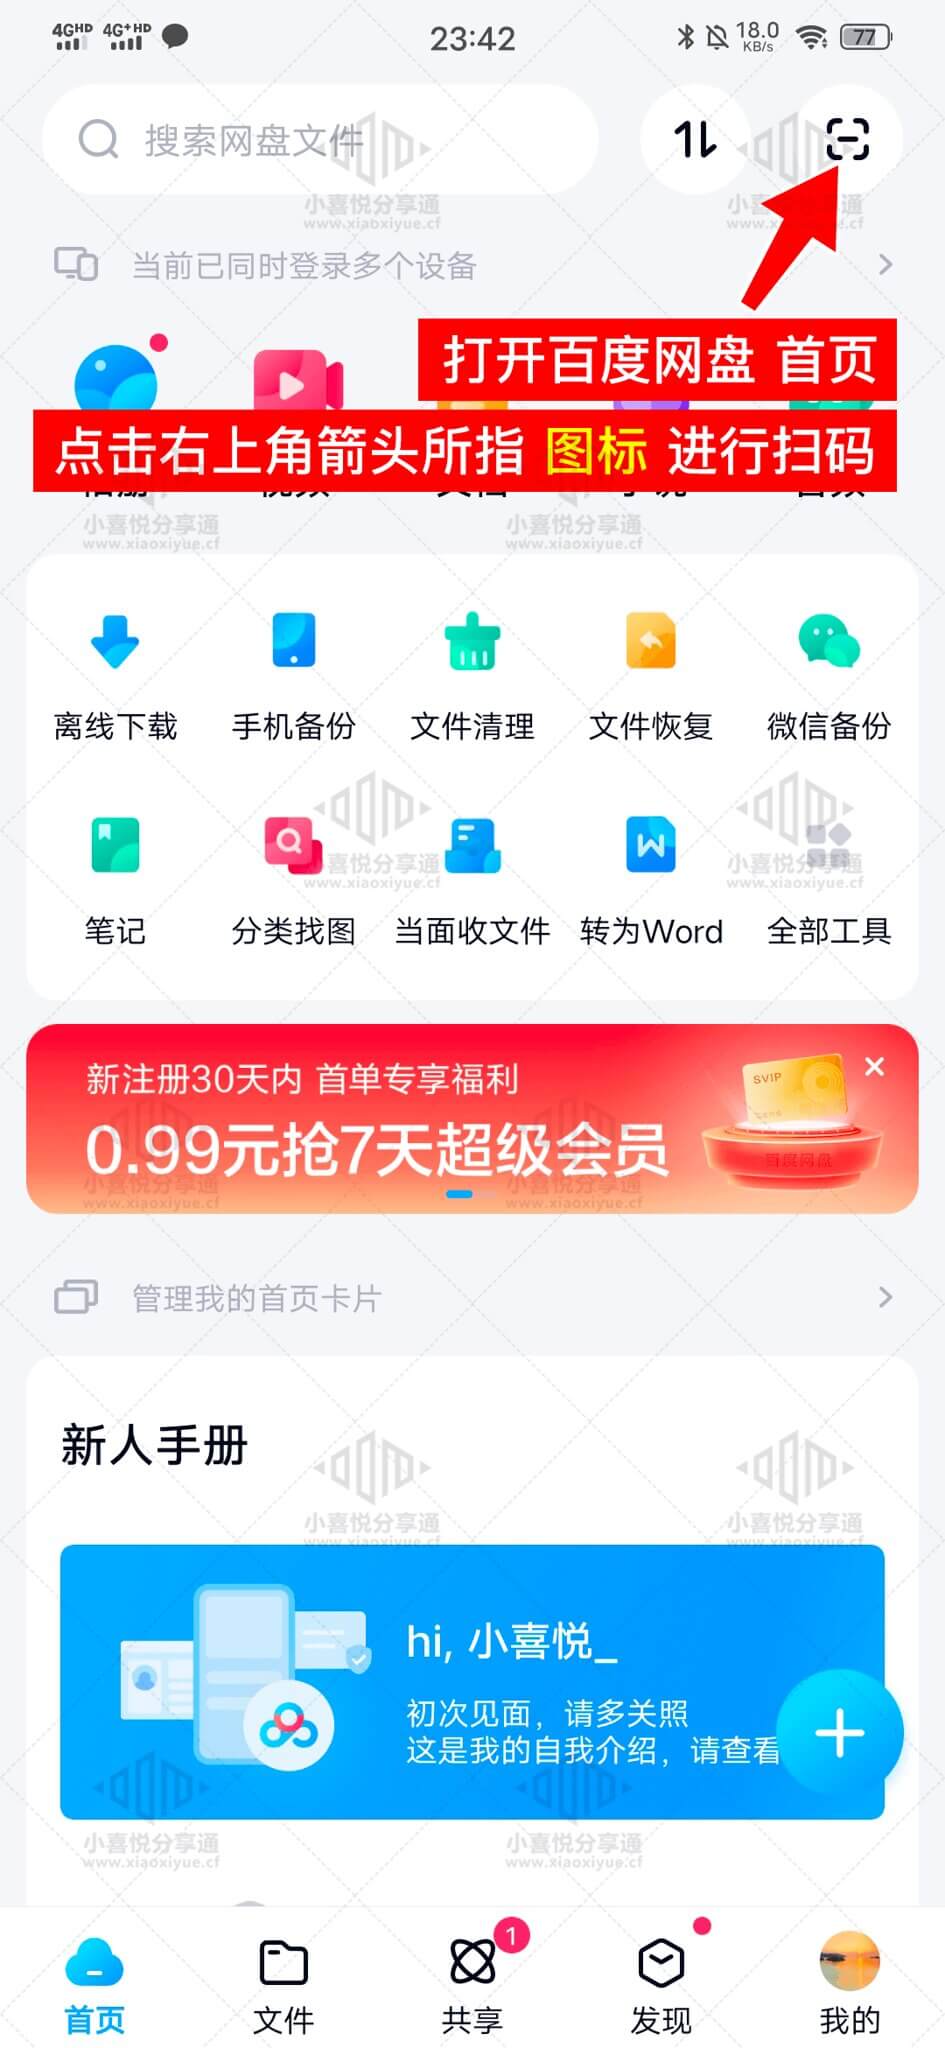 4GHD 4G+HD
23:42
18.0 KB/s
77
搜索网盘文件
当前已同时登录多个设备
打开百度网盘 首页
点击右上角箭头所指 图标 进行扫码
离线下载 手机备份 文件清理 文件恢复 微信备份
笔记 分类找图 当面收文件 转为Word 全部工具
新注册30天内 首单专享福利
0.99元抢7天超级会员
SVIP
百度网盘
管理我的首页卡片
新人手册
hi, 小喜悦_
初次见面，请多关照
这是我的自我介绍，请查看
1
首页 文件 共享 发现 我的
小喜悦分享通
www.xiaoxiyue.cf